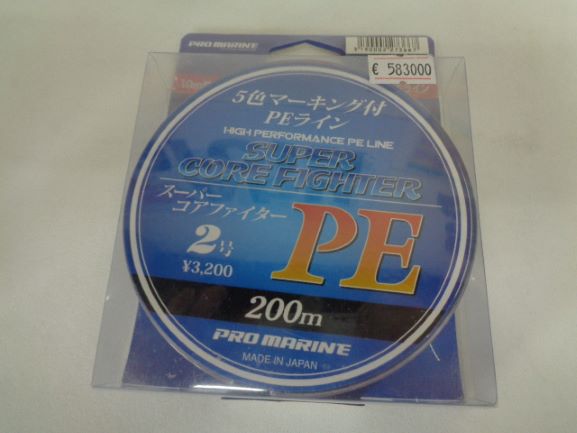 PRO MARINE
€ 583000
5色マーキング付
PEライン
HIGH PERFORMANCE PE LINE
SUPER
CORE FIGHTER
スーパー
コアファイター
PE
2号
¥3,200
200m
PRO MARINE
MADE IN JAPAN